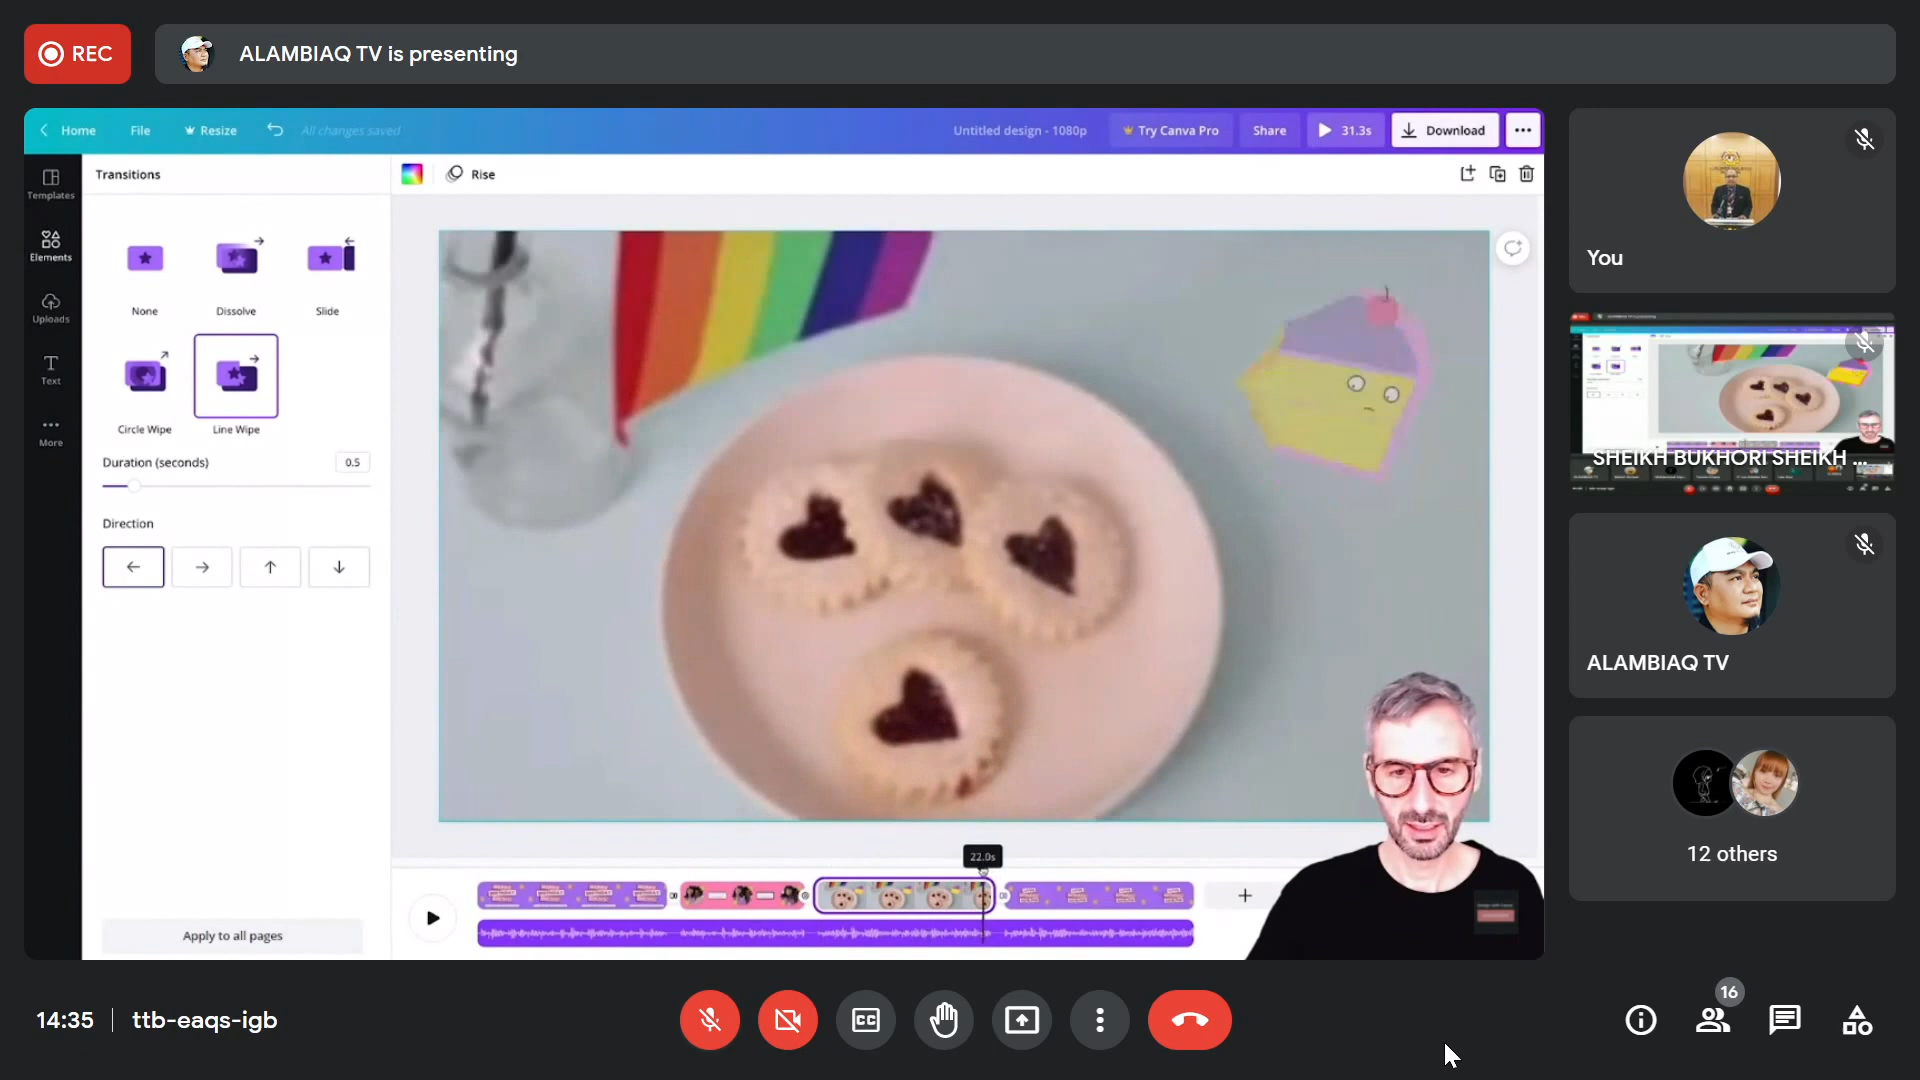 REC
ALAMBIAQ TV is presenting
Home
File
Resize
All changes saved
Untitled design - 1080p
Try Canva Pro
Share
31.3s
Download
Templates
Elements
Uploads
Text
More
Transitions
Rise
None
Dissolve
Slide
Circle Wipe
Line Wipe
Duration (seconds)
0.5
Direction
Apply to all pages
22.0s
You
SHEIKH BUKHORI SHEIKH ...
ALAMBIAQ TV
12 others
14:35
ttb-eaqs-igb
CC
16